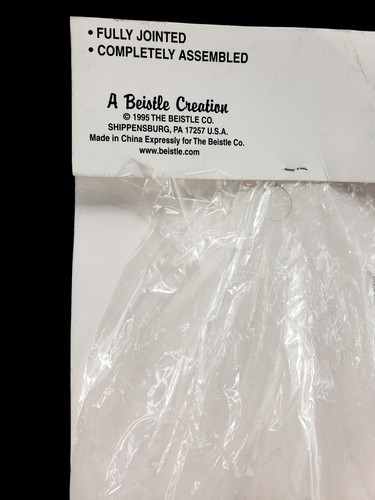 • FULLY JOINTED
• COMPLETELY ASSEMBLED
A Beistle Creation
© 1995 THE BEISTLE CO.
SHIPPENSBURG, PA 17257 U.S.A.
Made in China Expressly for The Beistle Co.
www.beistle.com